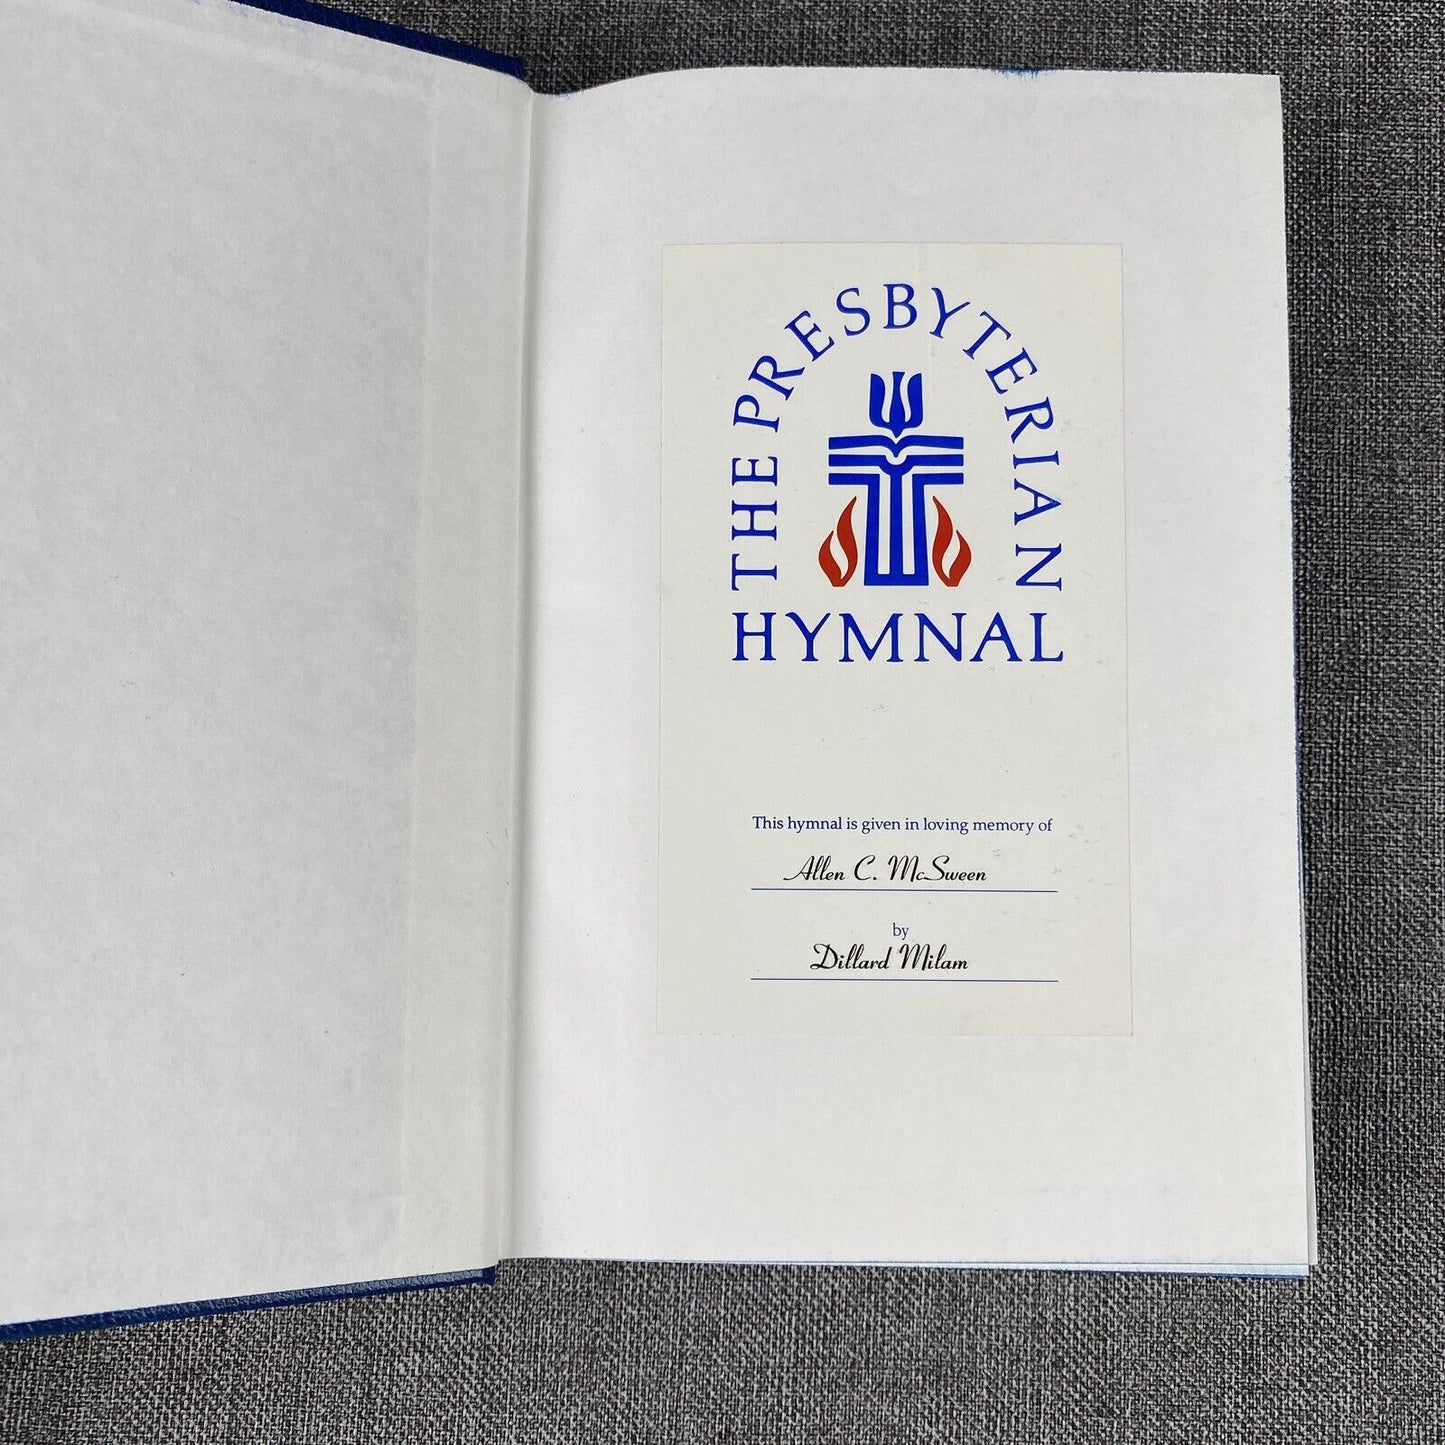 THE PRESBYTERIAN
HYMNAL
This hymnal is given in loving memory of
Allen C. McSween
by
Dillard Milam